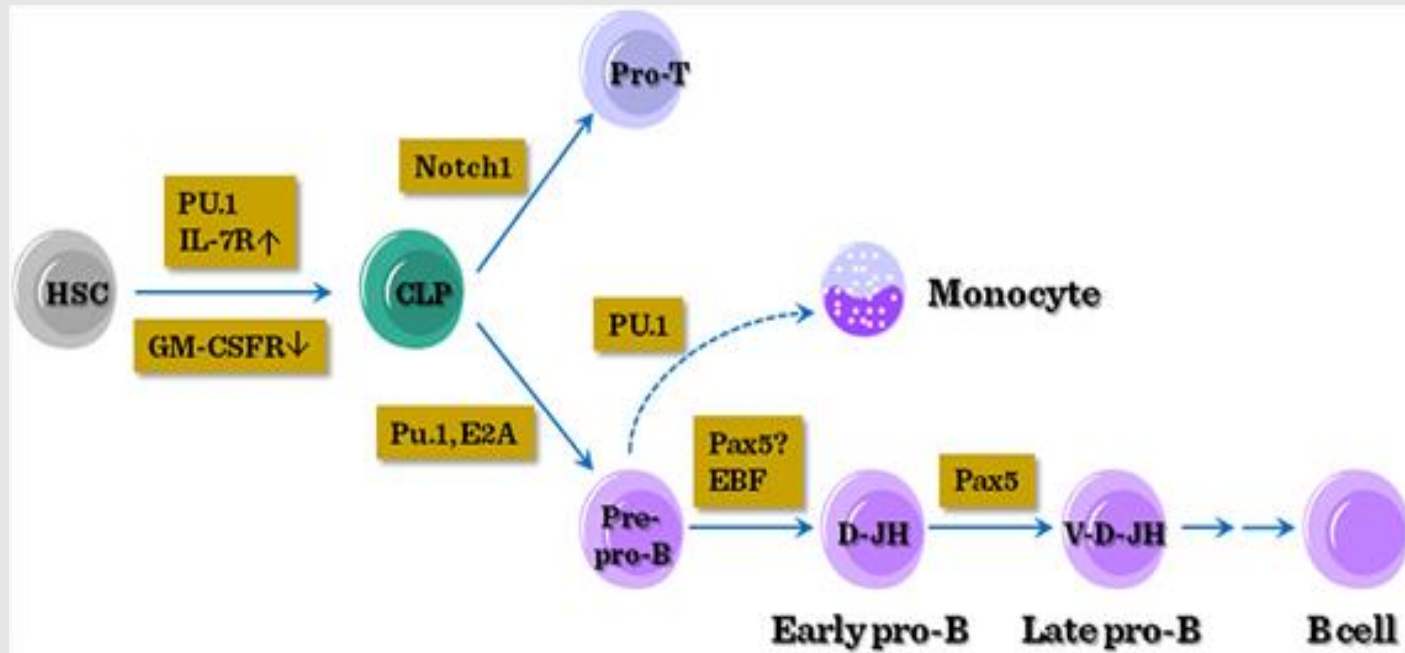 Pro-T
Notch1
PU.1
IL-7R↑
HSC
CLP
GM-CSFR↓
PU.1
Monocyte
Pu.1,E2A
Pax5?
EBF
Pax5
Pre-
pro-B
D-JH
V-D-JH
Early pro-B
Late pro-B
B cell